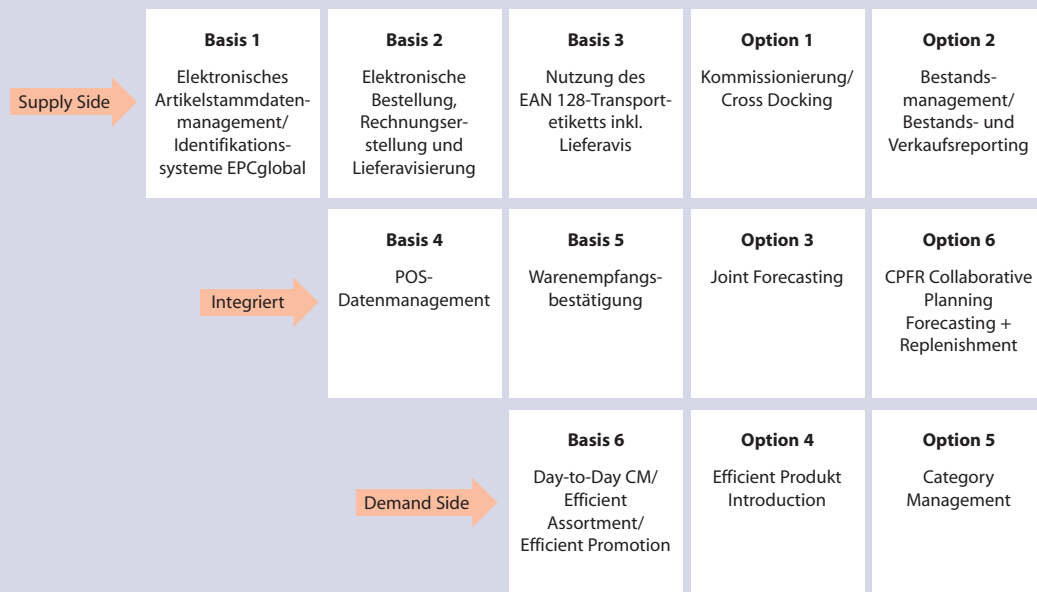 Supply Side
Basis 1
Elektronisches
Artikelstammdaten-
management/
Identifikations-
systeme EPCglobal
Basis 2
Elektronische
Bestellung,
Rechnungser-
stellung und
Lieferavisierung
Basis 3
Nutzung des
EAN 128-Transport-
etiketts inkl.
Lieferavis
Option 1
Kommissionierung/
Cross Docking
Option 2
Bestands-
management/
Bestands- und
Verkaufsreporting
Integriert
Basis 4
POS-
Datenmanagement
Basis 5
Warenempfangs-
bestätigung
Option 3
Joint Forecasting
Option 6
CPFR Collaborative
Planning
Forecasting +
Replenishment
Demand Side
Basis 6
Day-to-Day CM/
Efficient
Assortment/
Efficient Promotion
Option 4
Efficient Produkt
Introduction
Option 5
Category
Management